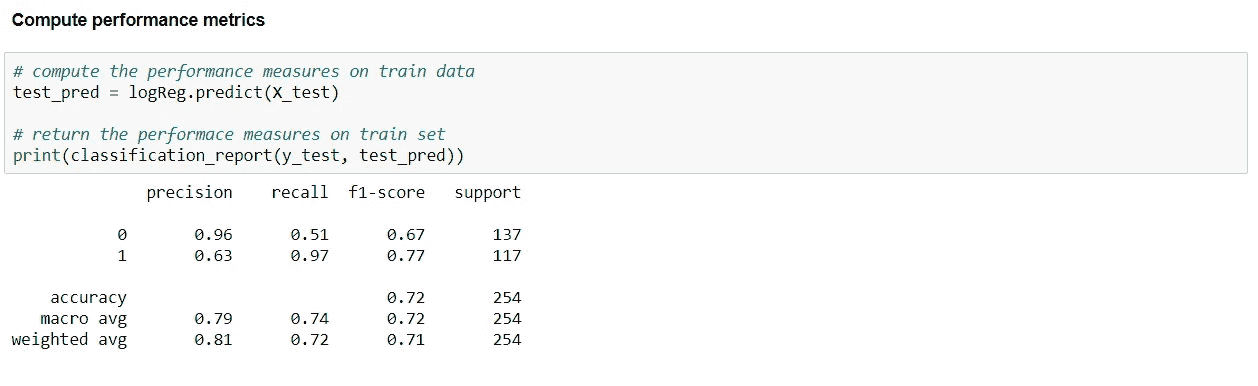 Compute performance metrics
# compute the performance measures on train data
test_pred = logReg.predict(X_test)
# return the performace measures on train set
print(classification_report(y_test, test_pred))
precision recall f1-score support
0 0.96 0.51 0.67 137
1 0.63 0.97 0.77 117
accuracy 0.72 254
macro avg 0.79 0.74 0.72 254
weighted avg 0.81 0.72 0.71 254